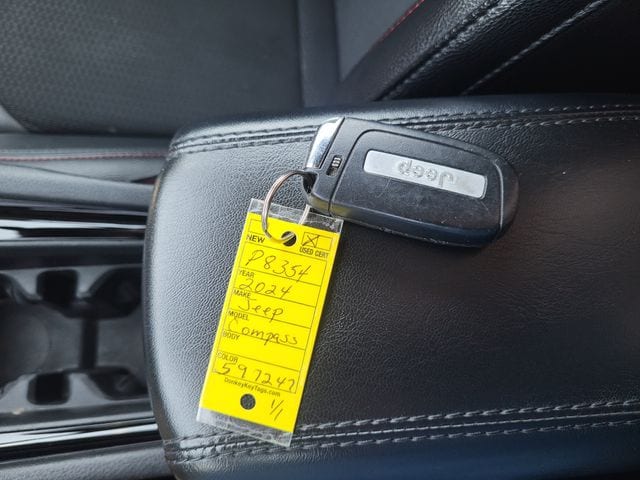 Jeep
NEW ☒ USED CERT
P8354
YEAR
2024
MAKE
Jeep
MODEL
Compass
BODY
COLOR
597247
DonkeyKeyTags.com
1/1